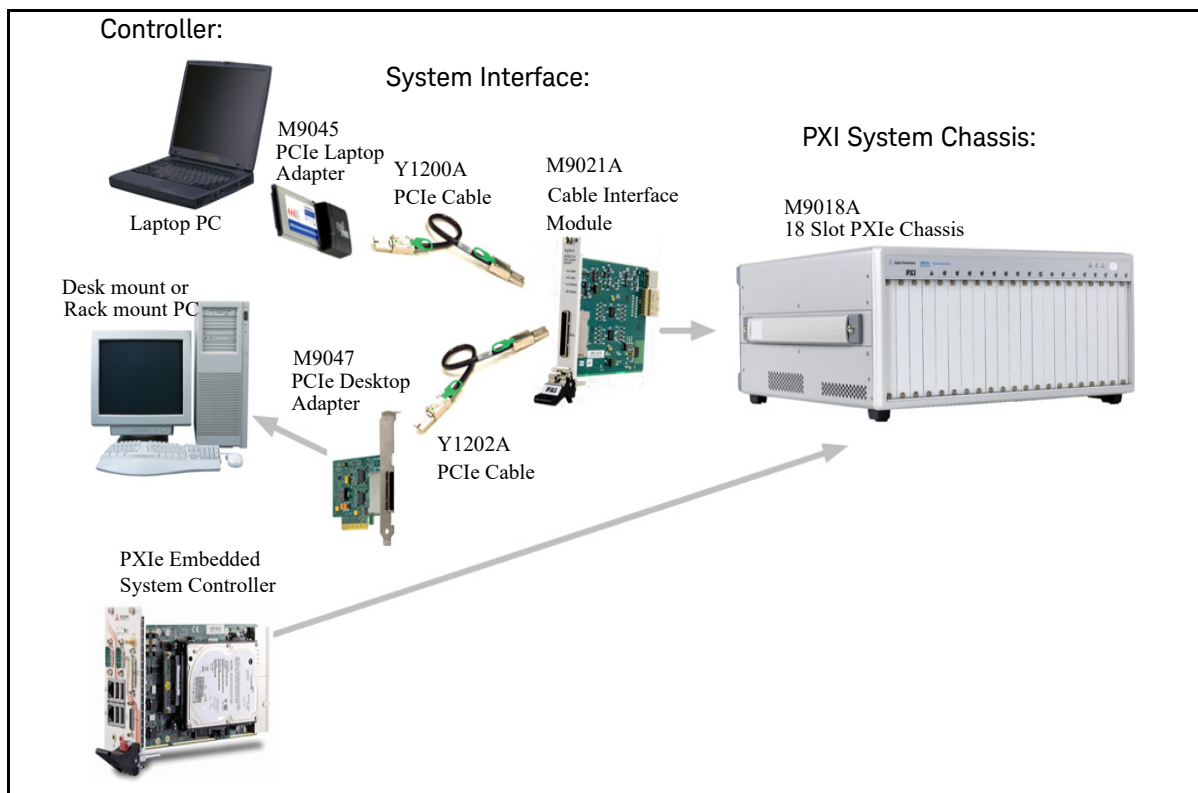 Controller:
System Interface:
PXI System Chassis:
M9045
PCIe Laptop
Adapter
Laptop PC
Y1200A
PCIe Cable
M9021A
Cable Interface
Module
M9018A
18 Slot PXIe Chassis
Desk mount or
Rack mount PC
M9047
PCIe Desktop
Adapter
Y1202A
PCIe Cable
PXIe Embedded
System Controller
PXI
PXI